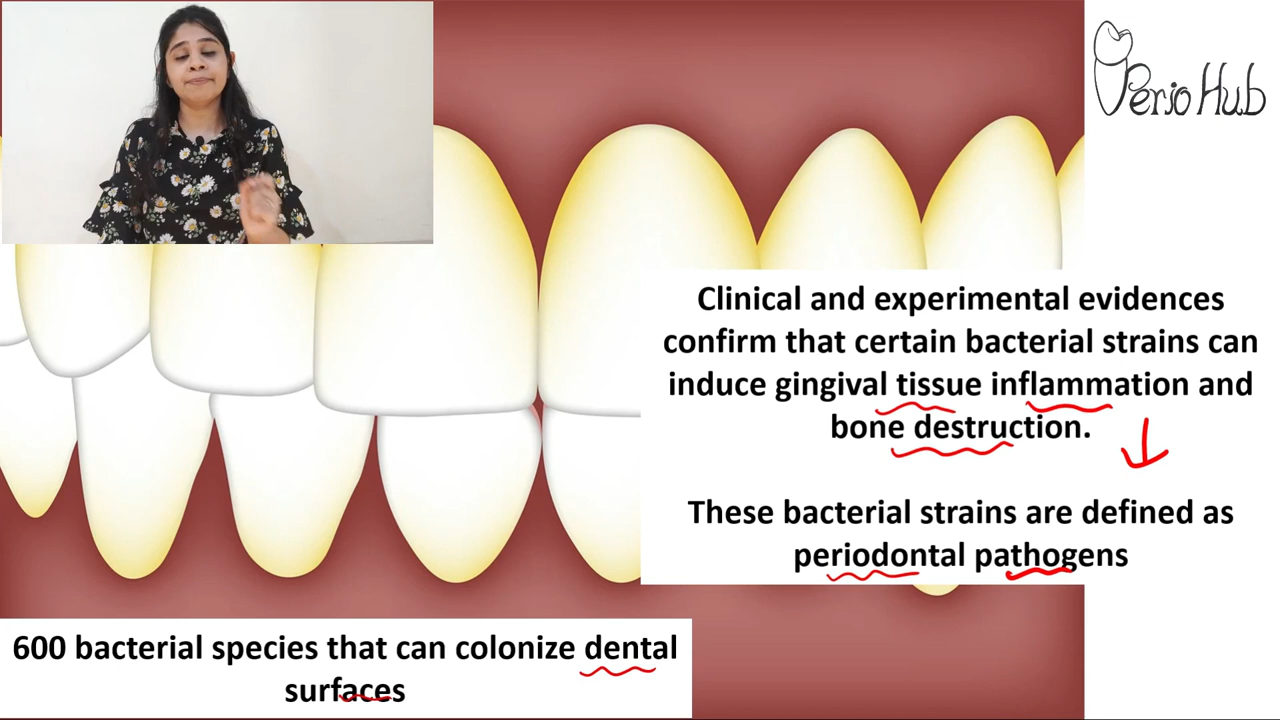 Perio Hub
Clinical and experimental evidences
confirm that certain bacterial strains can
induce gingival tissue inflammation and
bone destruction.
These bacterial strains are defined as
periodontal pathogens
600 bacterial species that can colonize dental
surfaces